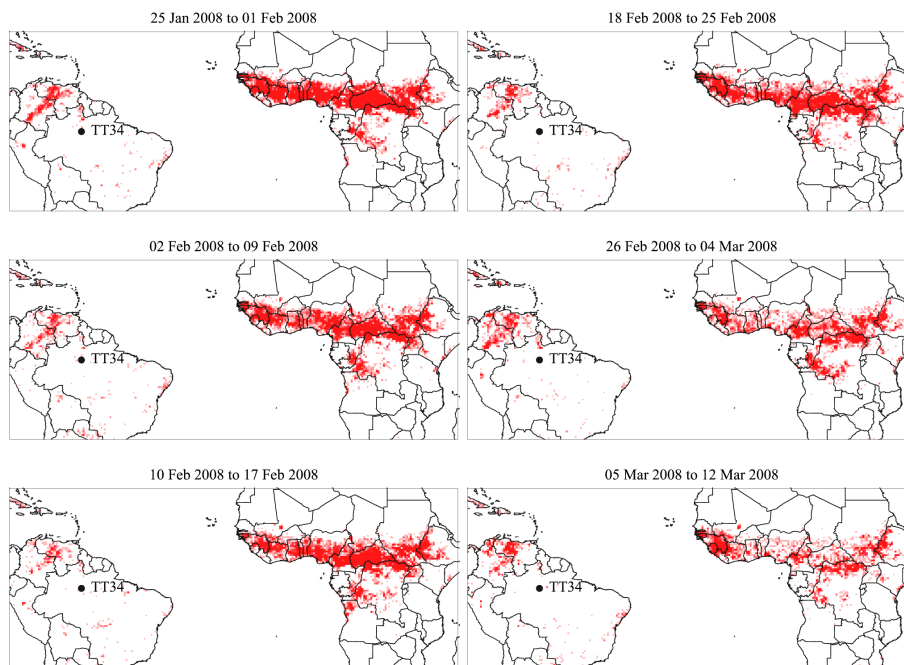 25 Jan 2008 to 01 Feb 2008
TT34
18 Feb 2008 to 25 Feb 2008
TT34
02 Feb 2008 to 09 Feb 2008
TT34
26 Feb 2008 to 04 Mar 2008
TT34
10 Feb 2008 to 17 Feb 2008
TT34
05 Mar 2008 to 12 Mar 2008
TT34